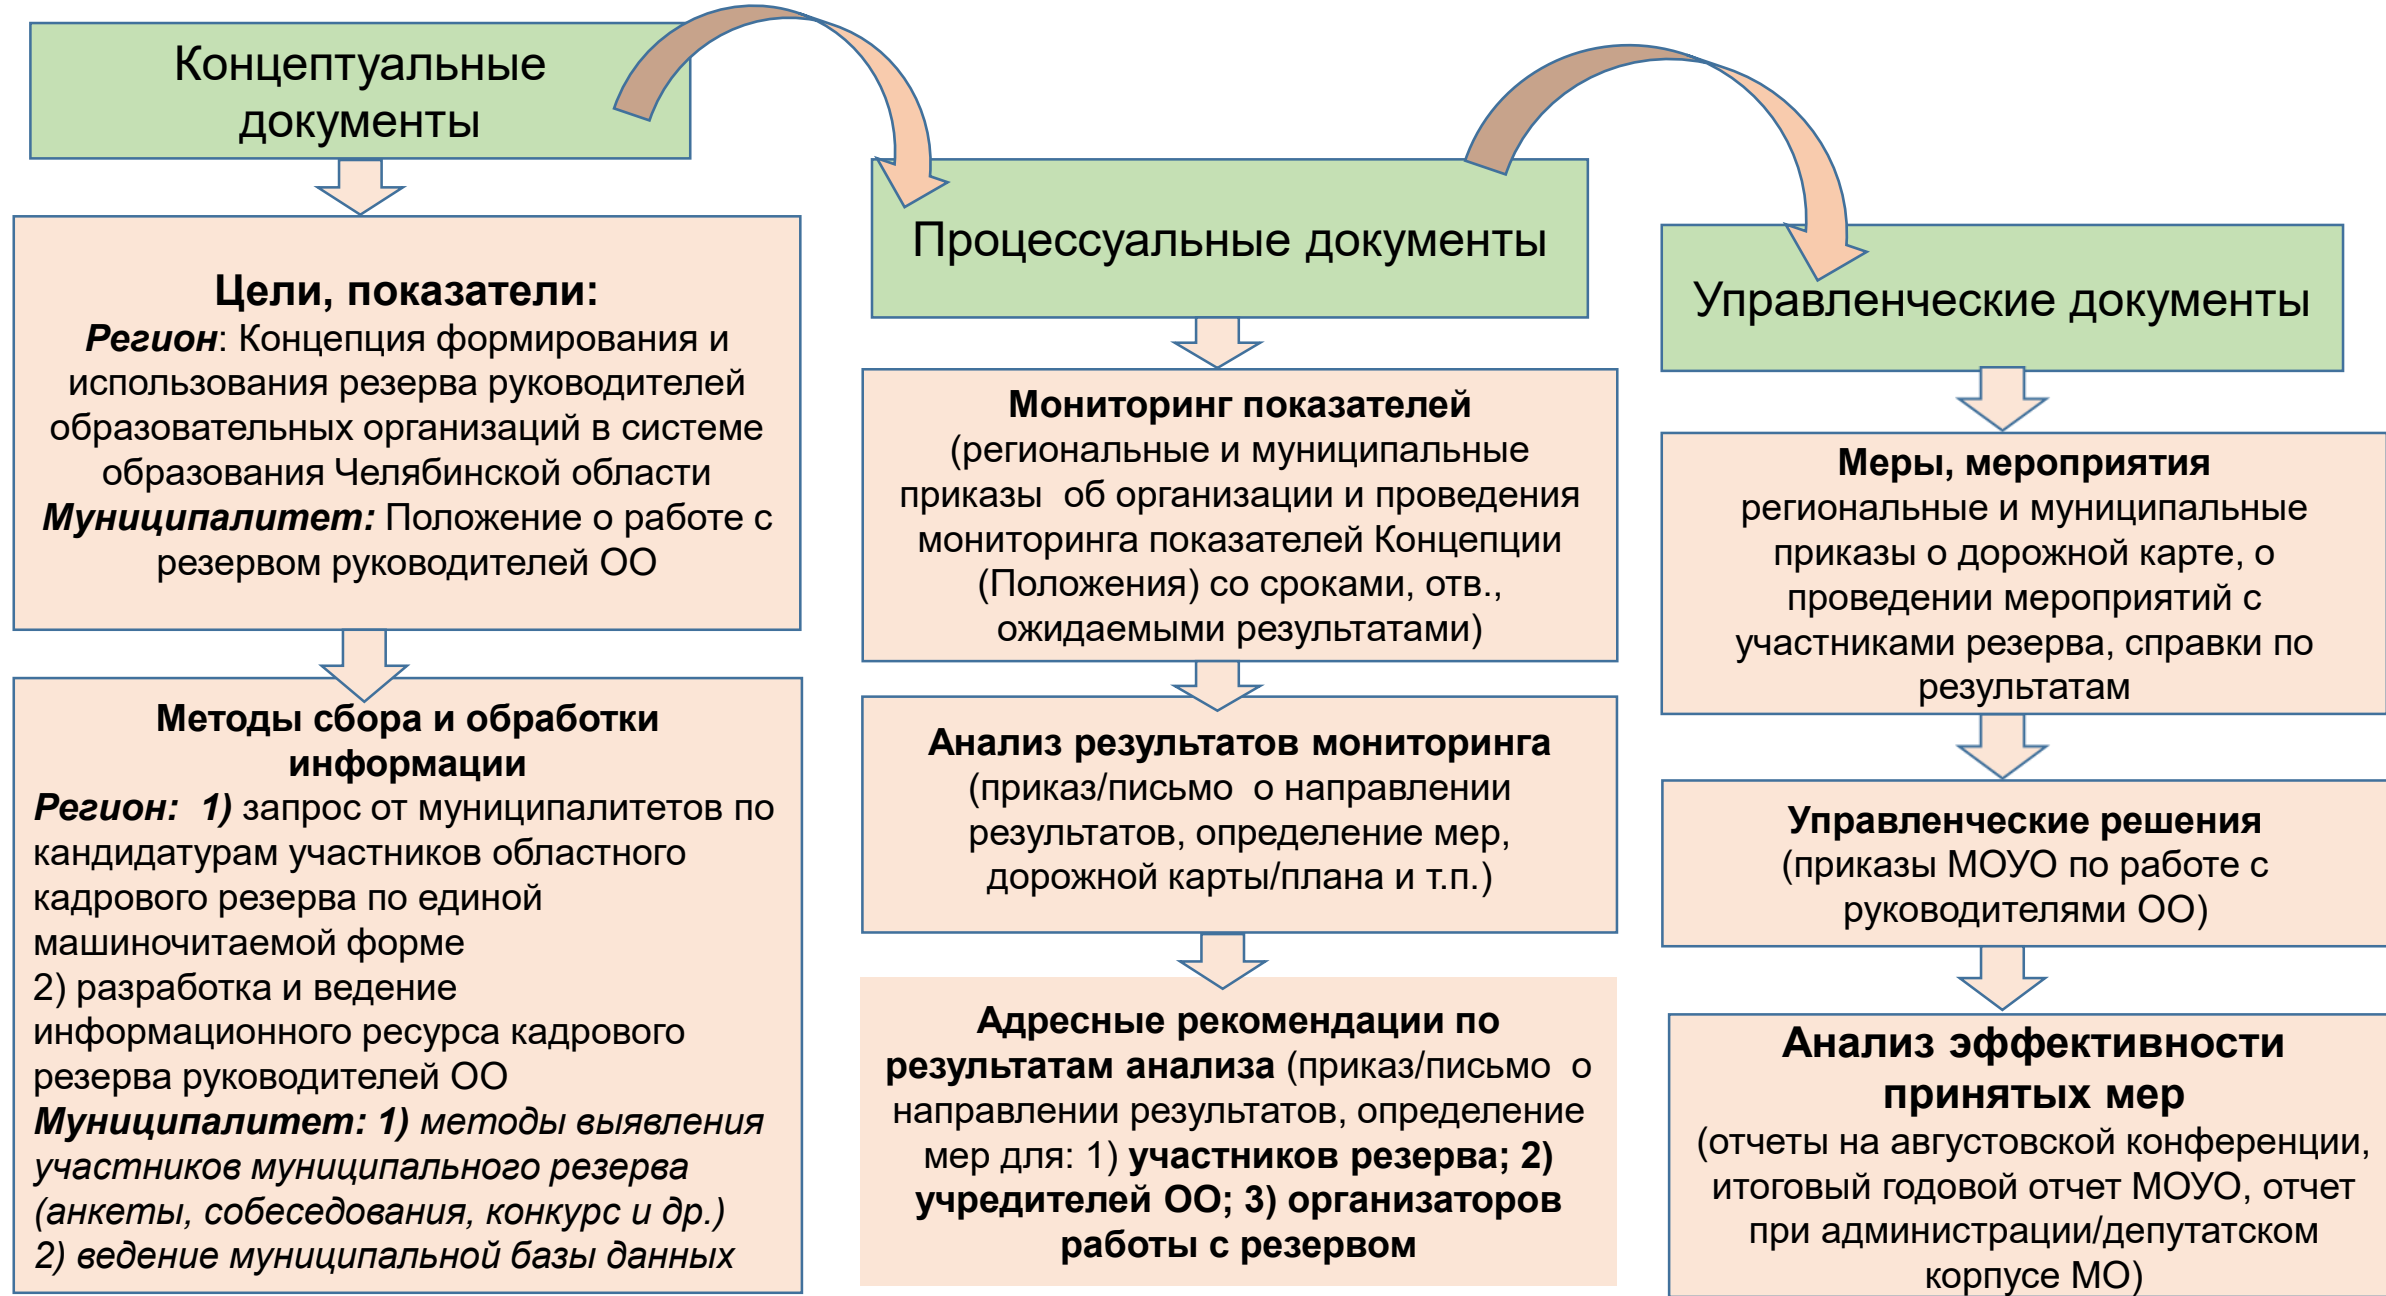 Концептуальные
документы
Цели, показатели:
Регион: Концепция формирования и
использования резерва руководителей
образовательных организаций в системе
образования Челябинской области
Муниципалитет: Положение о работе с
резервом руководителей ОО
Методы сбора и обработки
информации
Регион: 1) запрос от муниципалитетов по
кандидатурам участников областного
кадрового резерва по единой
машиночитаемой форме
2) разработка и ведение
информационного ресурса кадрового
резерва руководителей ОО
Муниципалитет: 1) методы выявления
участников муниципального резерва
(анкеты, собеседования, конкурс и др.)
2) ведение муниципальной базы данных
Процессуальные документы
Мониторинг показателей
(региональные и муниципальные
приказы об организации и проведения
мониторинга показателей Концепции
(Положения) со сроками, отв.,
ожидаемыми результатами)
Анализ результатов мониторинга
(приказ/письмо о направлении
результатов, определение мер,
дорожной карты/плана и т.п.)
Адресные рекомендации по
результатам анализа (приказ/письмо о
направлении результатов, определение
мер для: 1) участников резерва; 2)
учредителей ОО; 3) организаторов
работы с резервом
Управленческие документы
Меры, мероприятия
региональные и муниципальные
приказы о дорожной карте, о
проведении мероприятий с
участниками резерва, справки по
результатам
Управленческие решения
(приказы МОУО по работе с
руководителями ОО)
Анализ эффективности
принятых мер
(отчеты на августовской конференции,
итоговый годовой отчет МОУО, отчет
при администрации/депутатском
корпусе МО)